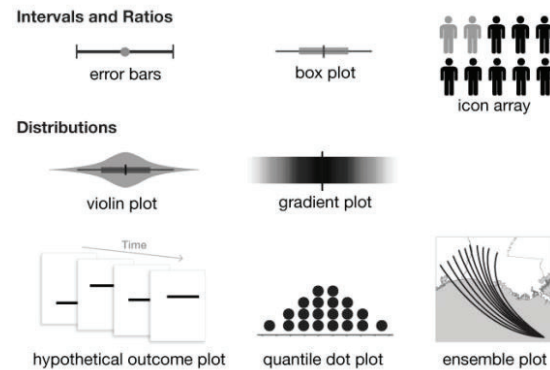 Intervals and Ratios
error bars
box plot
icon array
Distributions
violin plot
gradient plot
Time
hypothetical outcome plot
quantile dot plot
ensemble plot